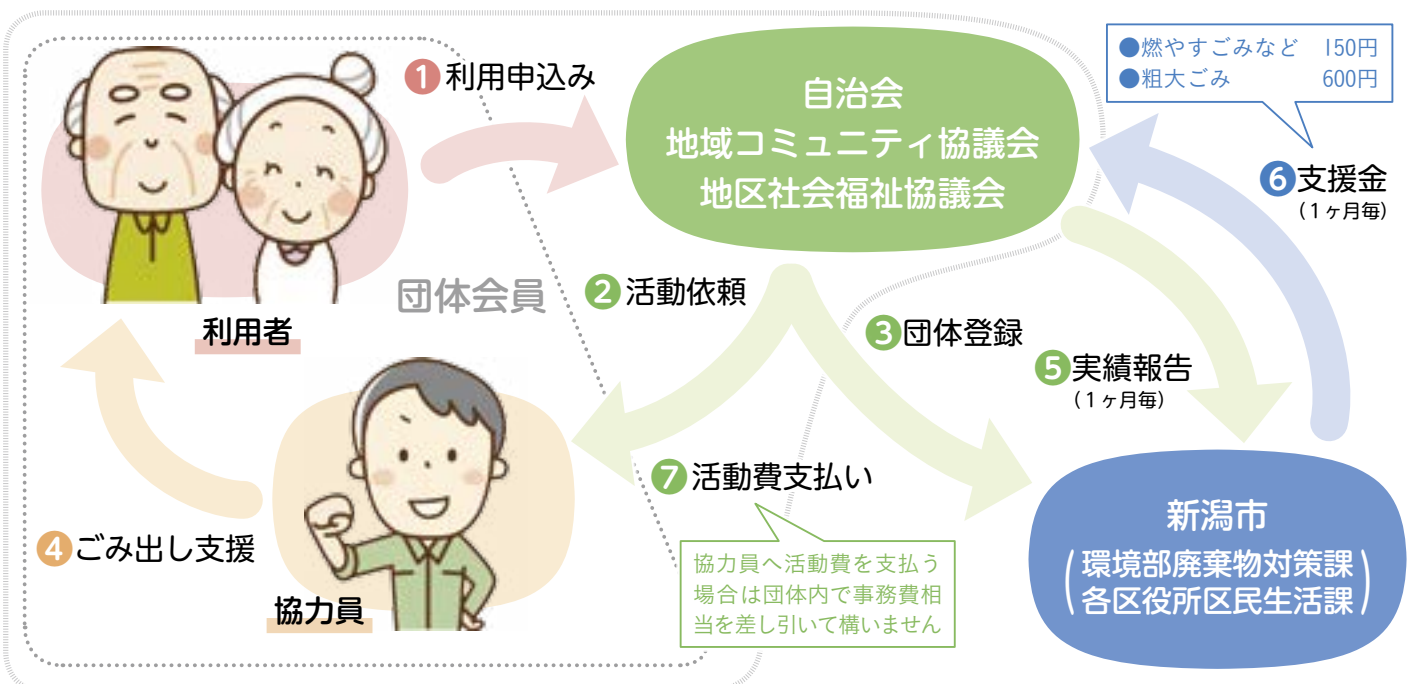 ❶利用申込み
自治会
地域コミュニティ協議会
地区社会福祉協議会
●燃やすごみなど 150円
●粗大ごみ 600円
❻支援金
(1ヶ月毎)
団体会員
❷活動依頼
利用者
❸団体登録
❺実績報告
(1ヶ月毎)
❼活動費支払い
協力員へ活動費を支払う
場合は団体内で事務費相
当を差し引いて構いません
❹ごみ出し支援
協力員
新潟市
(環境部廃棄物対策課
各区役所区民生活課)